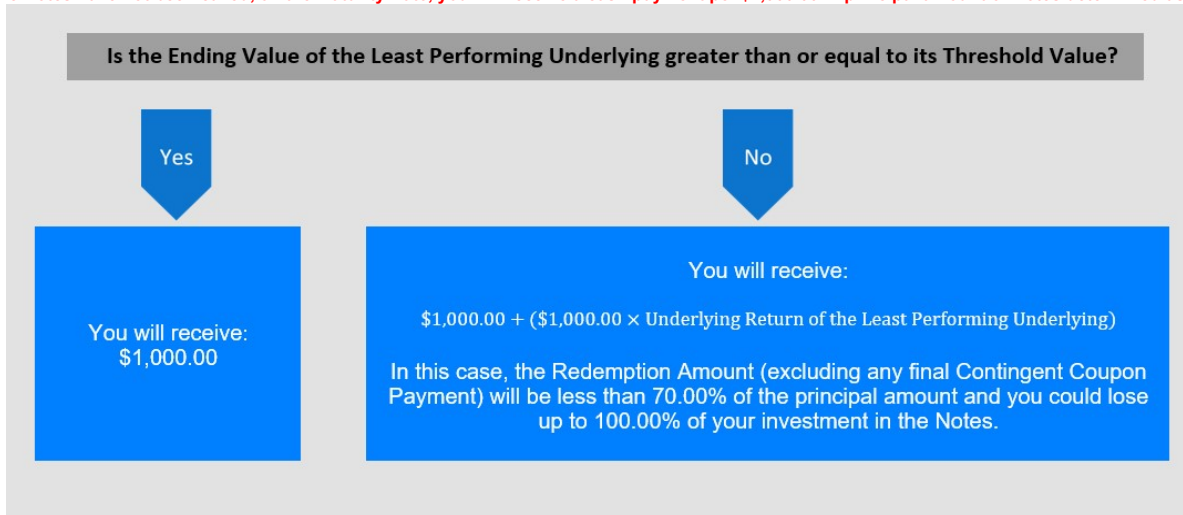 Is the Ending Value of the Least Performing Underlying greater than or equal to its Threshold Value?
Yes
No
You will receive:
$1,000.00
You will receive:
$1,000.00 + ($1,000.00 × Underlying Return of the Least Performing Underlying)
In this case, the Redemption Amount (excluding any final Contingent Coupon
Payment) will be less than 70.00% of the principal amount and you could lose
up to 100.00% of your investment in the Notes.